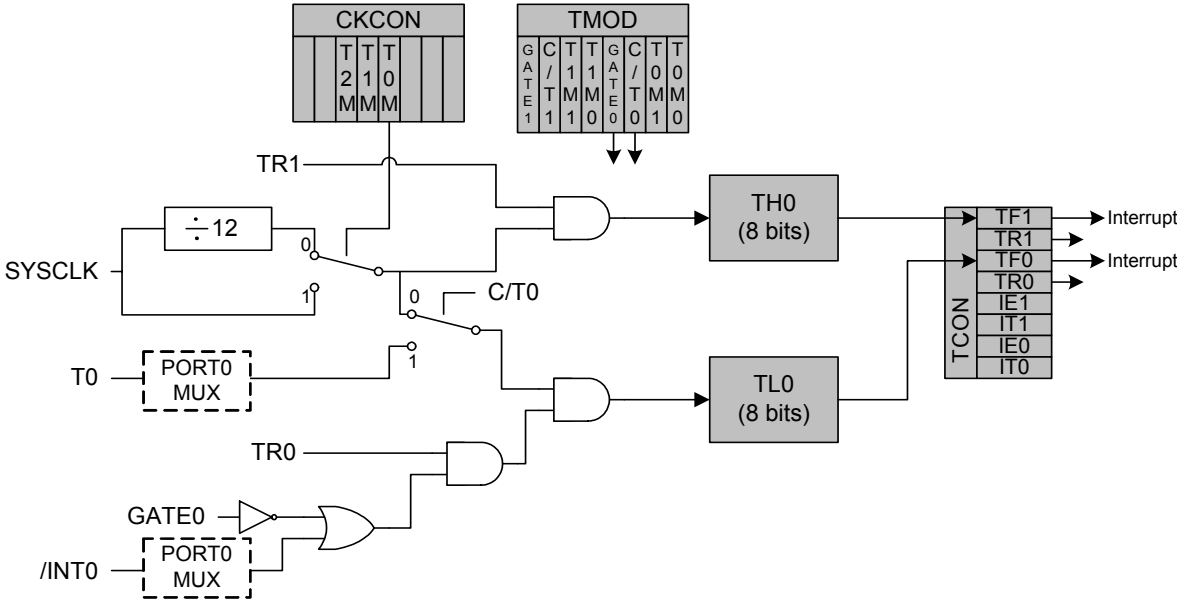 CKCON
T2M
T1M
T0M
TMOD
GATE1
C/T1
T1M1
T1M0
GATE0
C/T0
T0M1
T0M0
TR1
÷12
0
SYSCLK
1
0
C/T0
1
T0
PORT0
MUX
TR0
GATE0
/INT0
PORT0
MUX
TH0
(8 bits)
TL0
(8 bits)
TCON
TF1
TR1
TF0
TR0
IE1
IT1
IE0
IT0
Interrupt
Interrupt